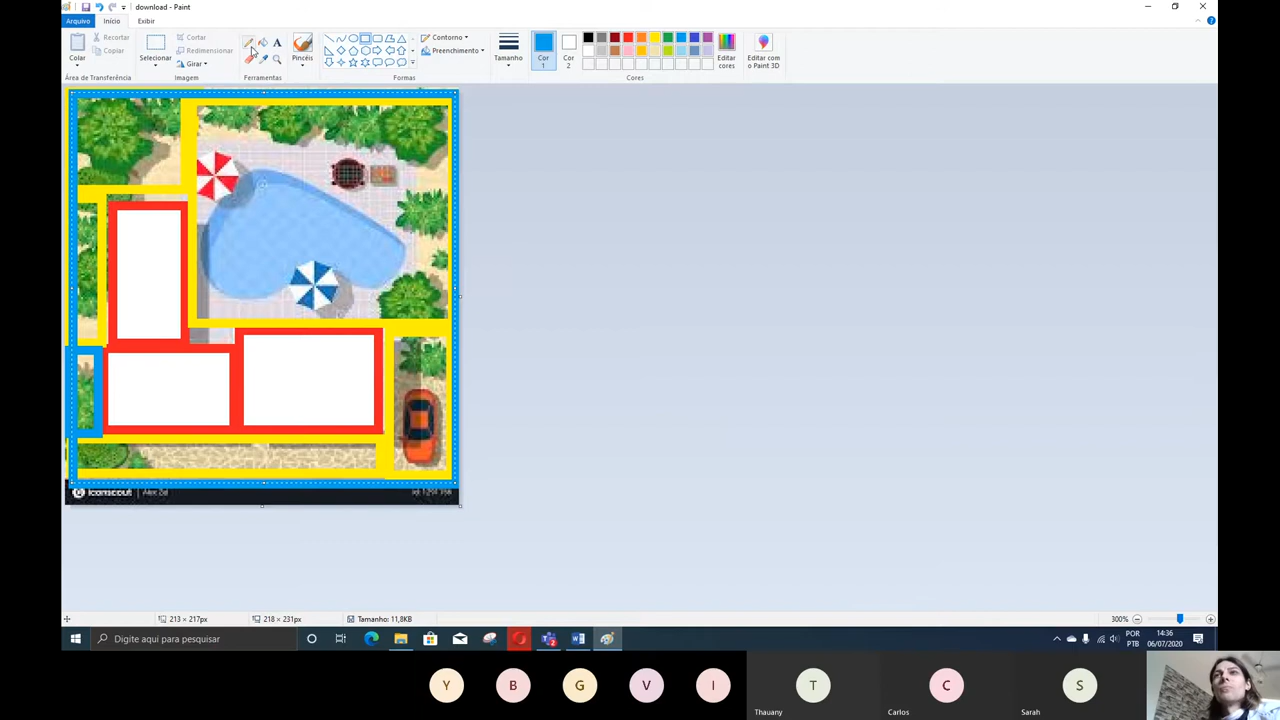 download - Paint
Arquivo Início Exibir
Colar
Recortar
Copiar
Área de Transferência
Selecionar
Cortar
Redimensionar
Girar
Imagem
A
Ferramentas
Pincéis
Contorno
Preenchimento
Formas
Tamanho
Cor 1
Cor 2
Editar cores
Editar com o Paint 3D
Cores
iconscout
213 × 217px 218 × 231px Tamanho: 11,8KB 300%
Digite aqui para pesquisar
POR
PTB
14:36
06/07/2020
Y B G V I T C S
Thauany Carlos Sarah